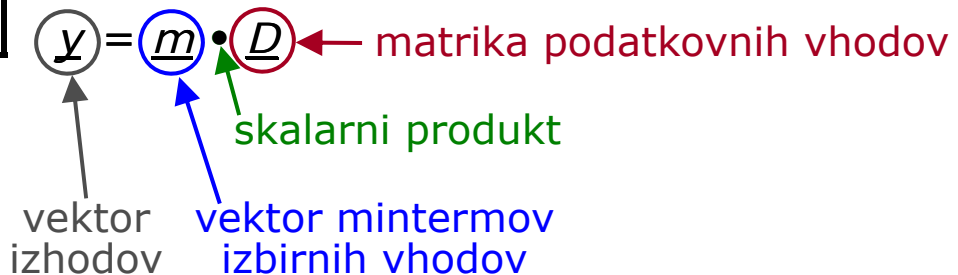 y = m • D
matrika podatkovnih vhodov
skalarni produkt
vektor
izhodov
vektor mintermov
izbirnih vhodov